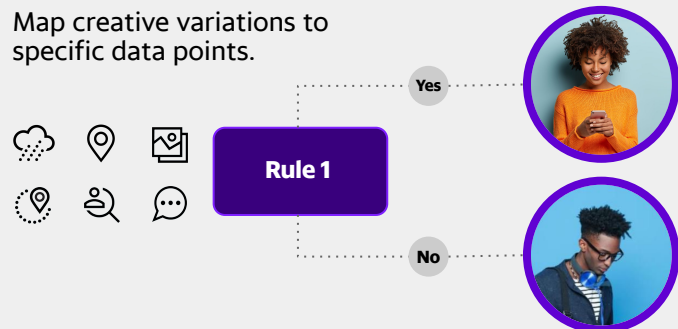 Map creative variations to
specific data points.
Yes
Rule 1
No